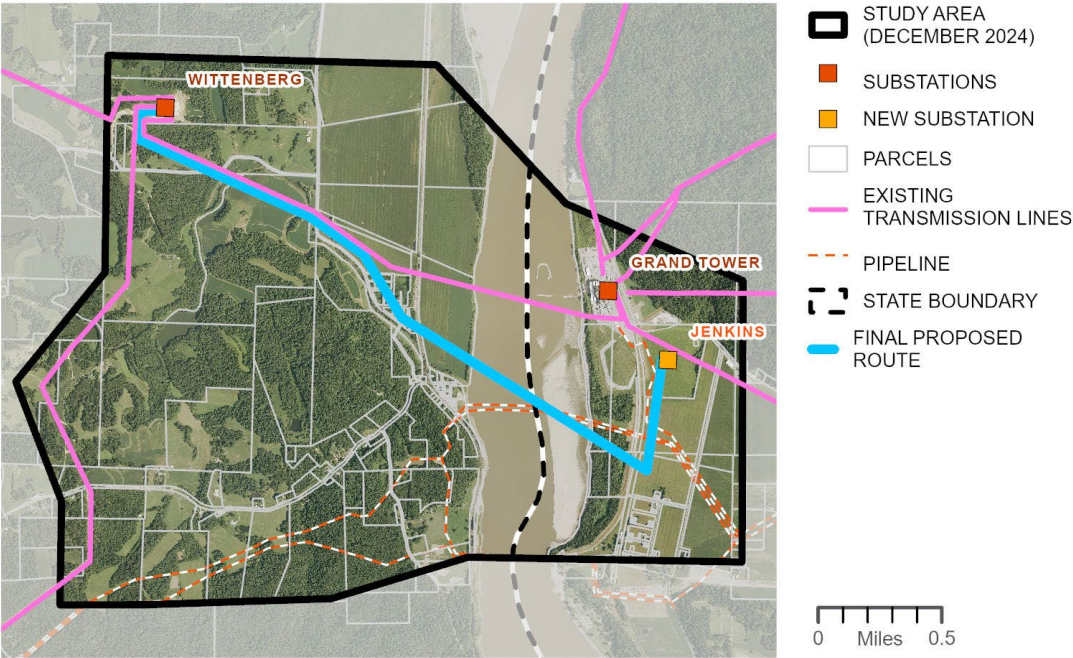 WITTENBERG
GRAND TOWER
JENKINS
STUDY AREA
(DECEMBER 2024)
SUBSTATIONS
NEW SUBSTATION
PARCELS
EXISTING
TRANSMISSION LINES
PIPELINE
STATE BOUNDARY
FINAL PROPOSED
ROUTE
0 Miles 0.5